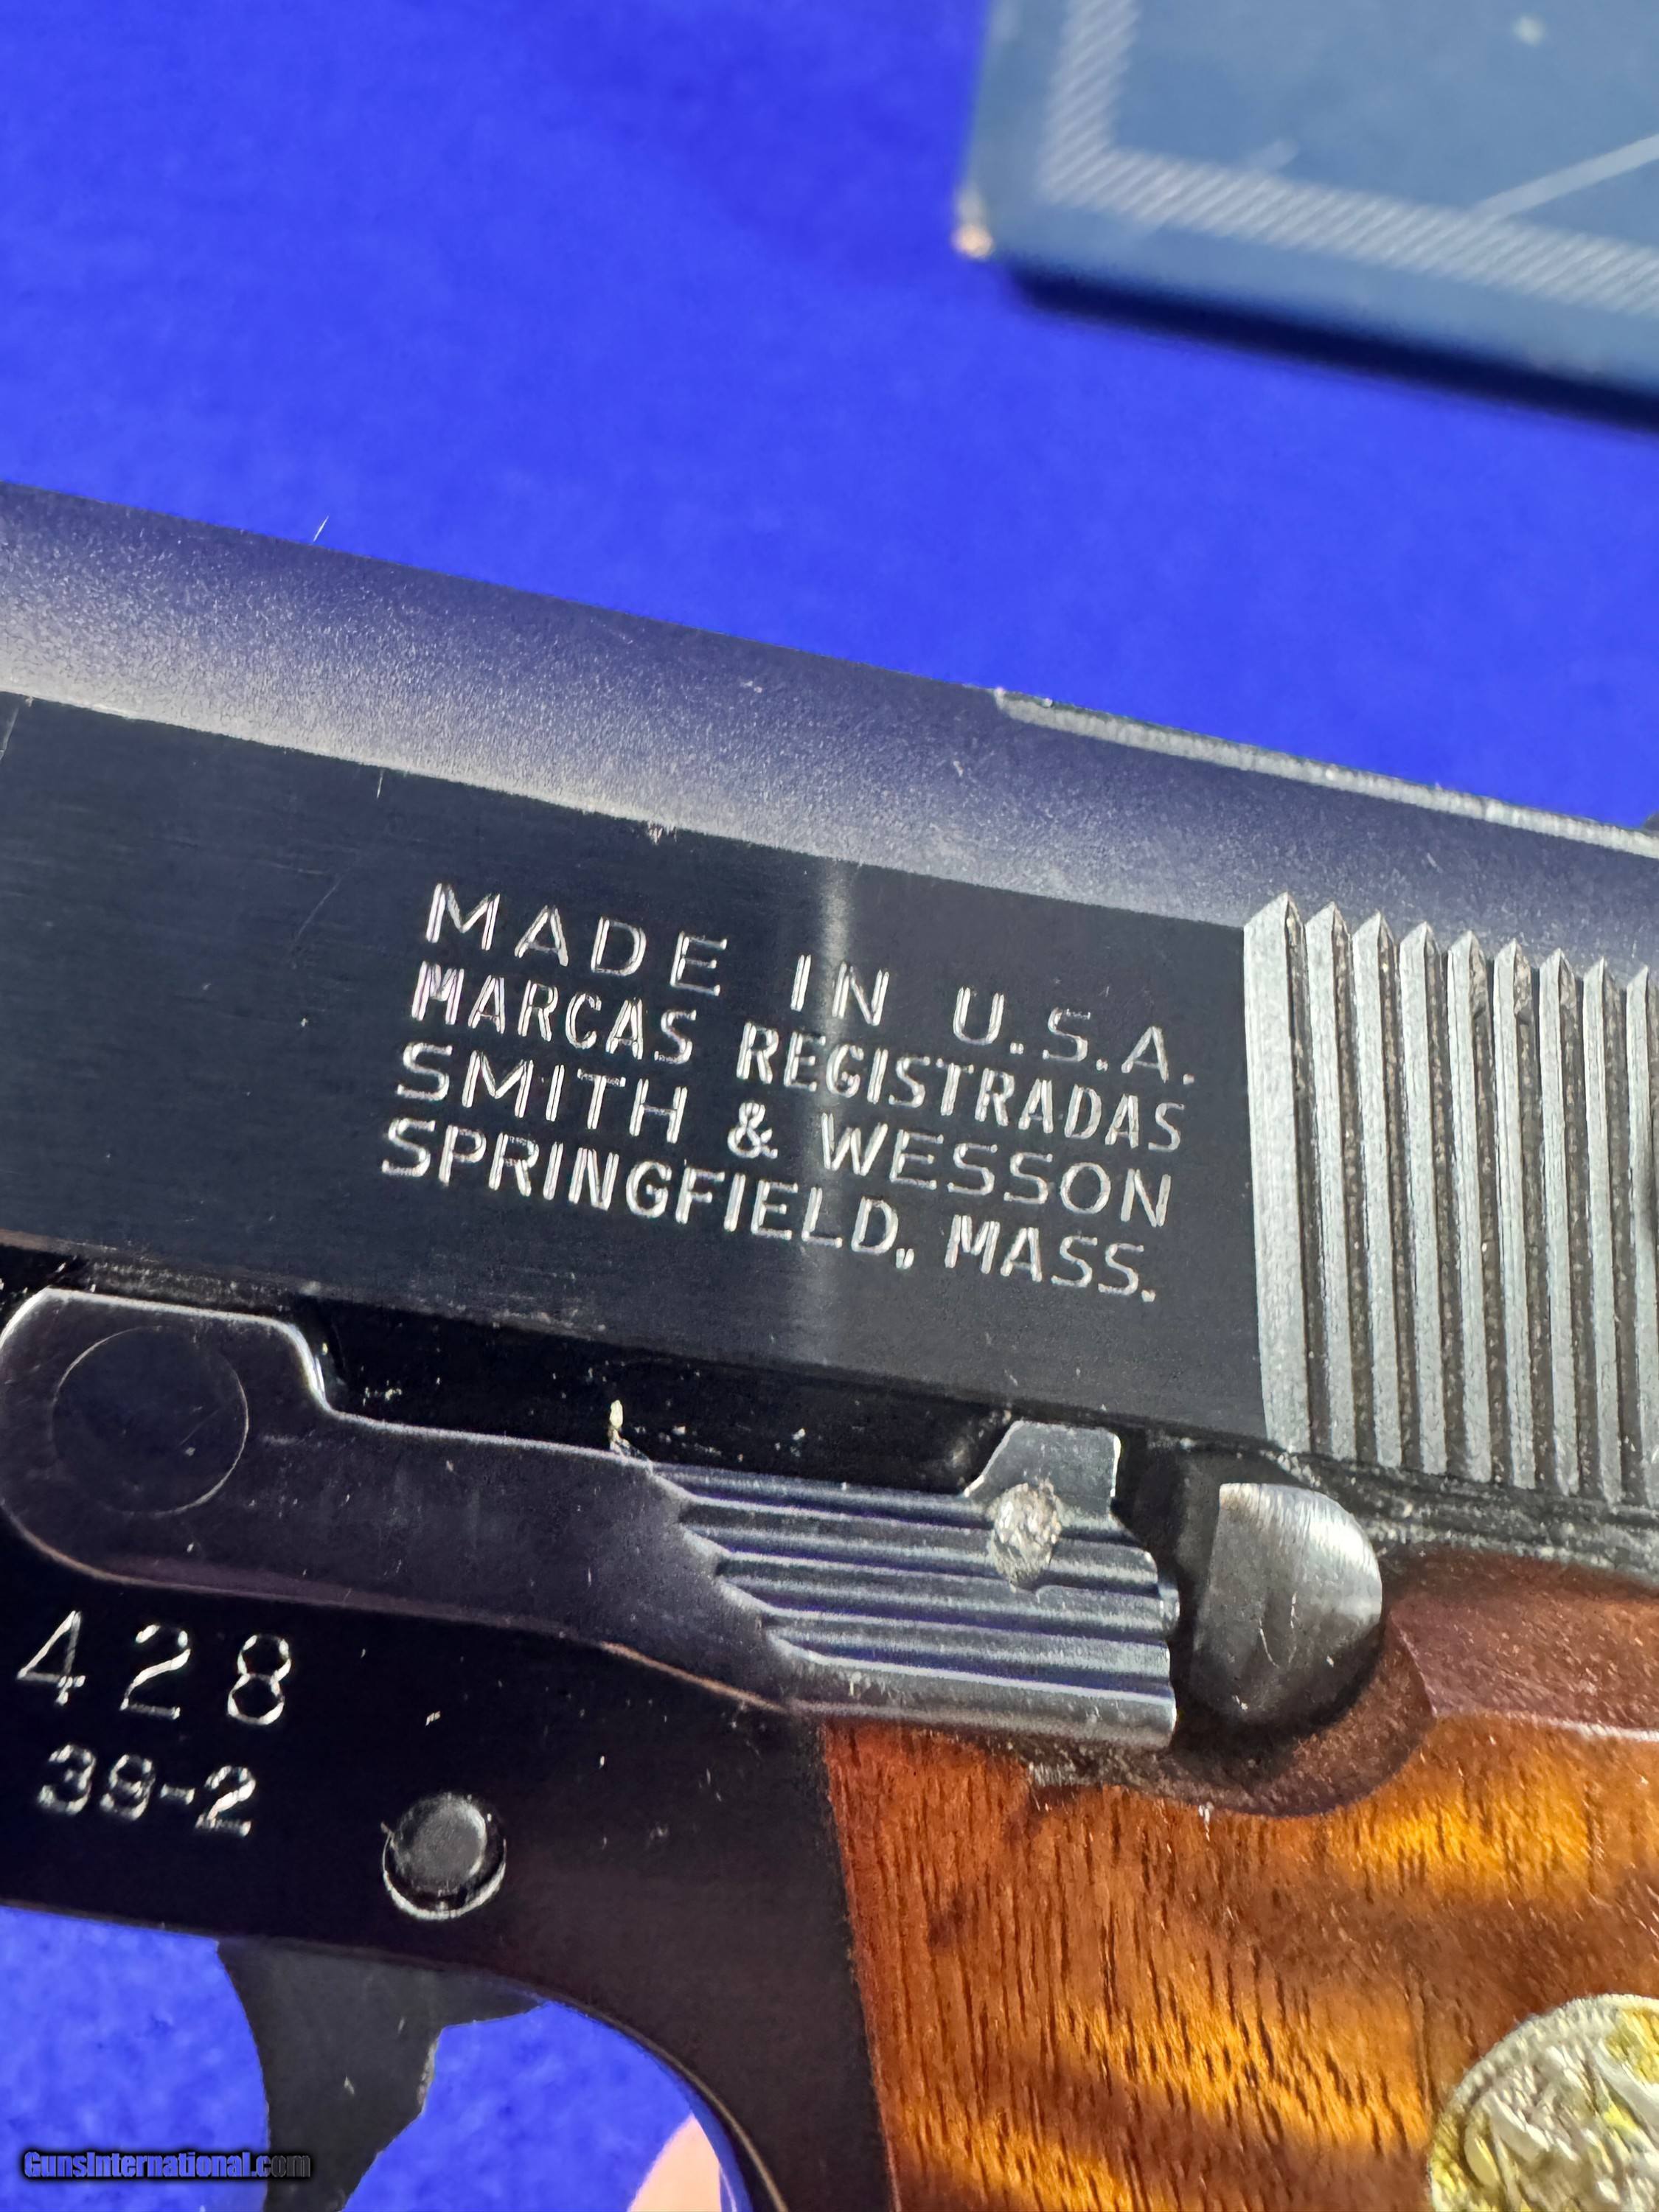 MADE IN U.S.A.
MARCAS REGISTRADAS
SMITH & WESSON
SPRINGFIELD, MASS.
428
39-2
GunsInternational.com